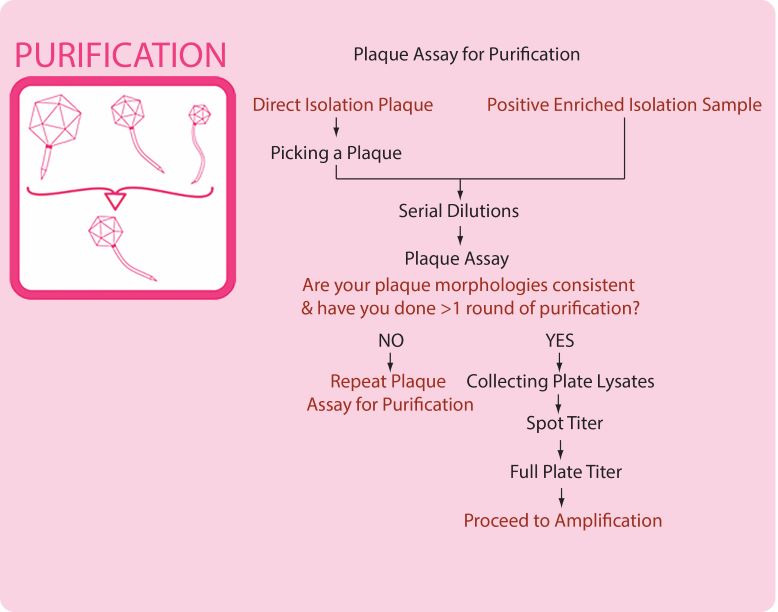 PURIFICATION
Plaque Assay for Purification
Direct Isolation Plaque
Positive Enriched Isolation Sample
Picking a Plaque
Serial Dilutions
Plaque Assay
Are your plaque morphologies consistent
& have you done >1 round of purification?
NO
YES
Repeat Plaque
Assay for Purification
Collecting Plate Lysates
Spot Titer
Full Plate Titer
Proceed to Amplification